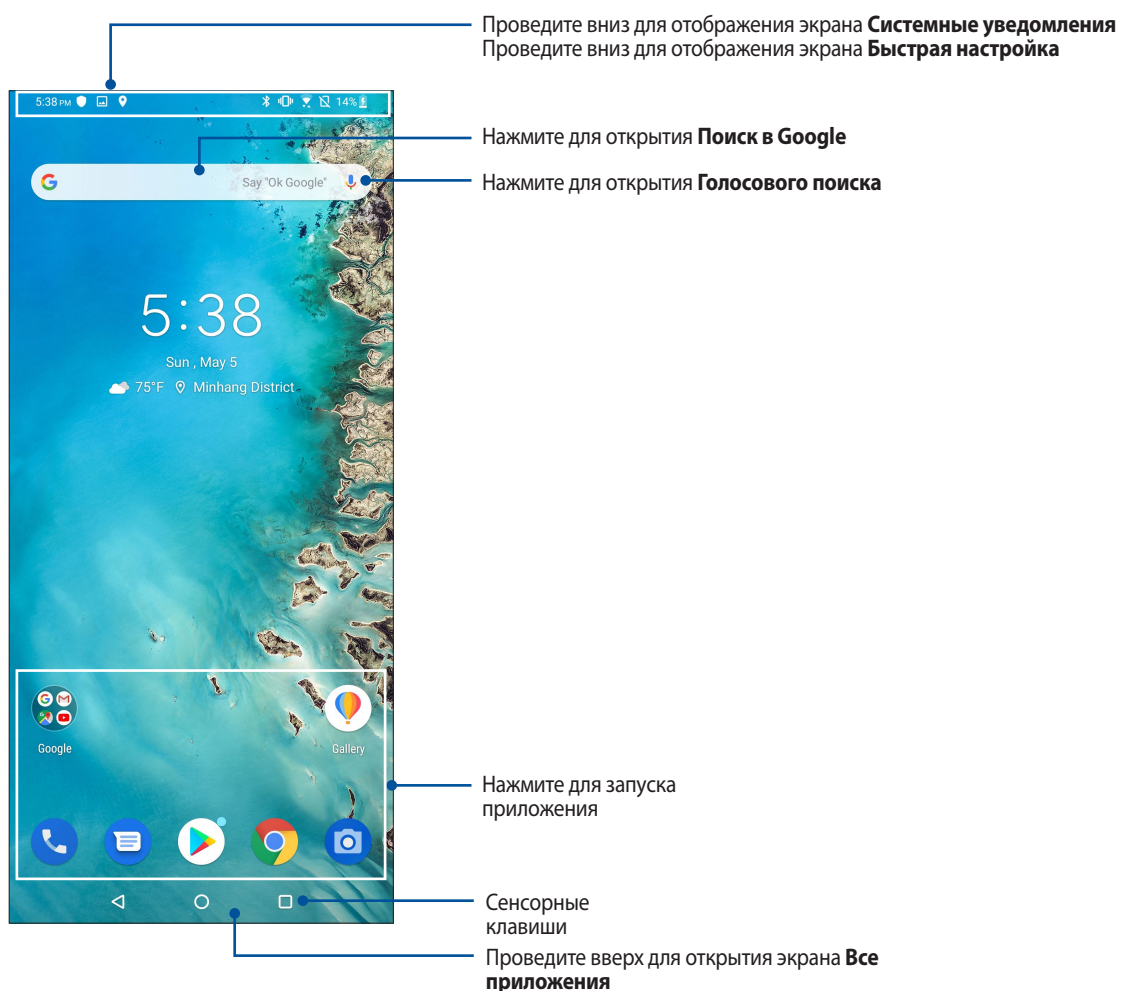 Проведите вниз для отображения экрана Системные уведомления
Проведите вниз для отображения экрана Быстрая настройка
5:38 PM
14%
Нажмите для открытия Поиск в Google
Say "Ok Google"
Нажмите для открытия Голосового поиска
5:38
Sun , May 5
75°F Minhang District
Google
Gallery
Нажмите для запуска
приложения
Сенсорные
клавиши
Проведите вверх для открытия экрана Все
приложения